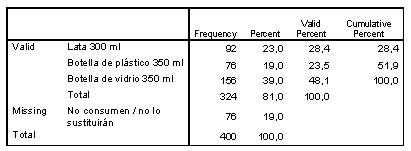 Frequency Percent Valid Percent Cumulative Percent
Valid Lata 300 ml 92 23,0 28,4 28,4
Botella de plástico 350 ml 76 19,0 23,5 51,9
Botella de vidrio 350 ml 156 39,0 48,1 100,0
Total 324 81,0 100,0
Missing No consumen / no lo sustituirán 76 19,0
Total 400 100,0